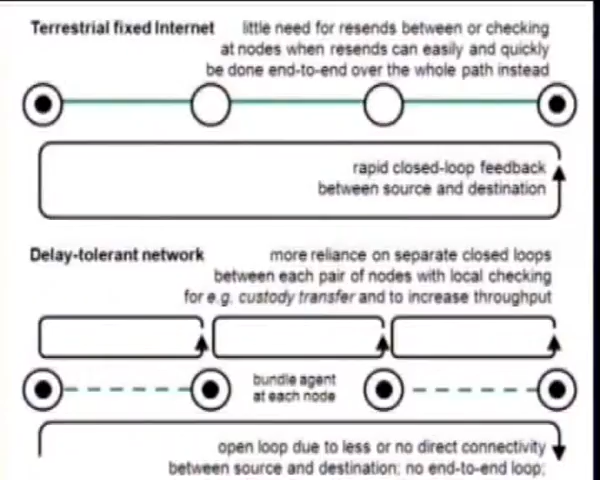 Terrestrial fixed Internet little need for resends between or checking
at nodes when resends can easily and quickly
be done end-to-end over the whole path instead
rapid closed-loop feedback
between source and destination
Delay-tolerant network more reliance on separate closed loops
between each pair of nodes with local checking
for e.g. custody transfer and to increase throughput
bundle agent
at each node
open loop due to less or no direct connectivity
between source and destination; no end-to-end loop;